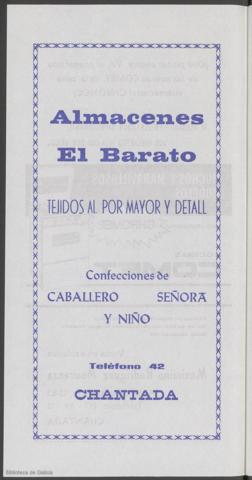 Almacenes
El Barato
TEJIDOS AL POR MAYOR Y DETALL
Confecciones de
CABALLERO SEÑORA
Y NIÑO
Teléfono 42
CHANTADA
Biblioteca de Galicia